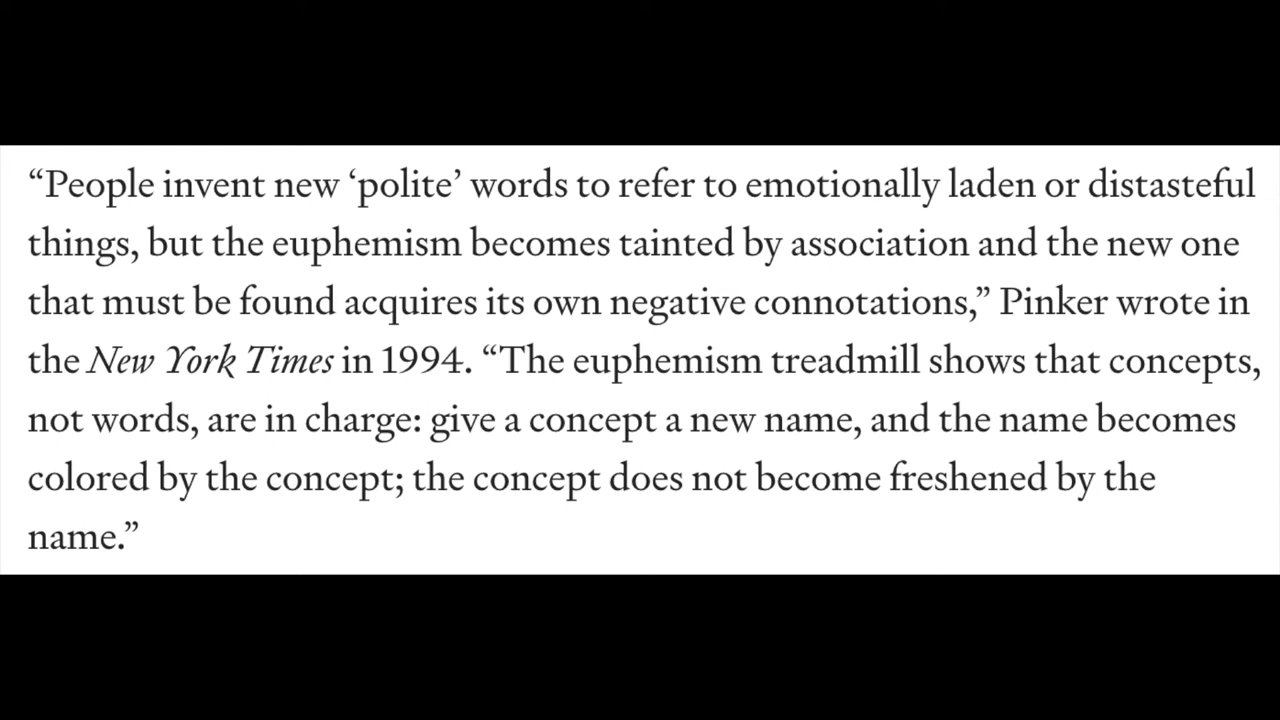 “People invent new ‘polite’ words to refer to emotionally laden or distasteful
things, but the euphemism becomes tainted by association and the new one
that must be found acquires its own negative connotations,” Pinker wrote in
the New York Times in 1994. “The euphemism treadmill shows that concepts,
not words, are in charge: give a concept a new name, and the name becomes
colored by the concept; the concept does not become freshened by the
name.”